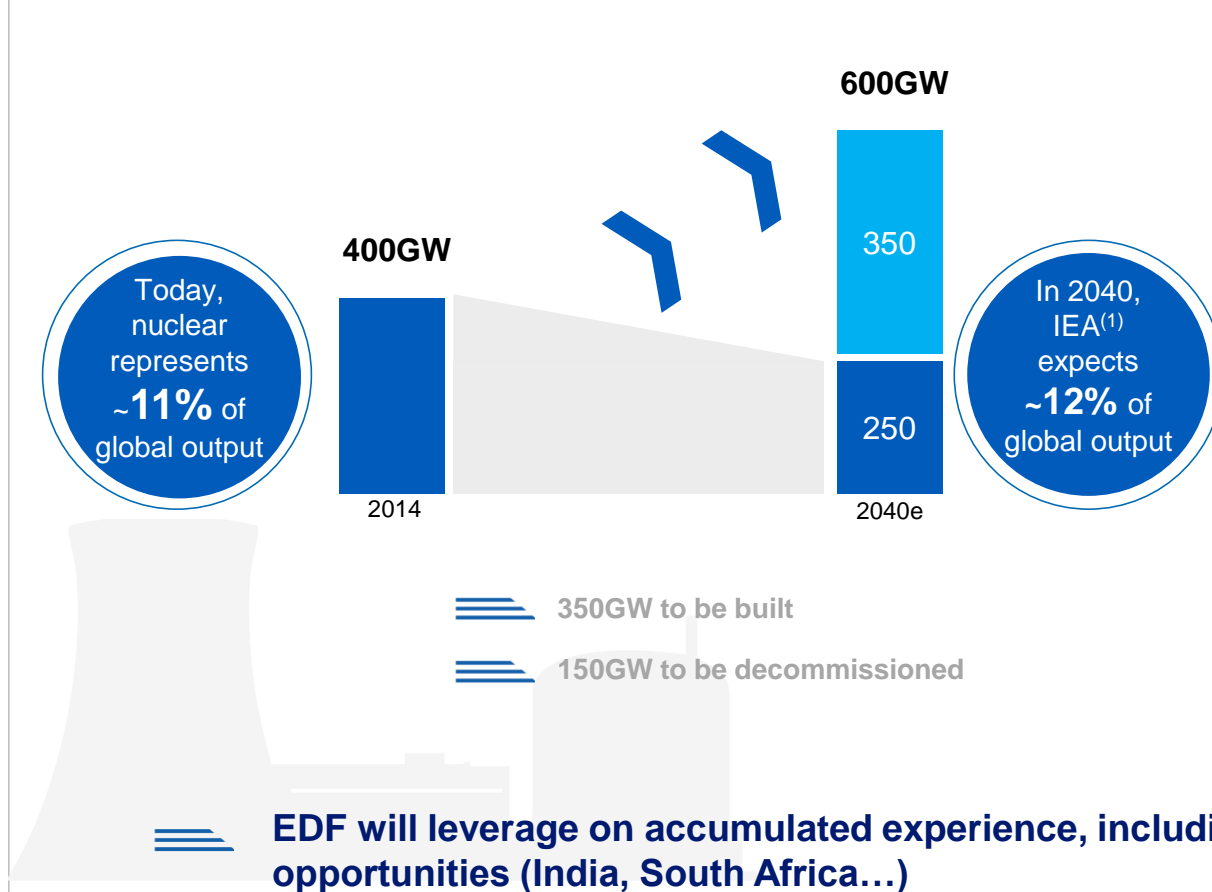 600GW
400GW
350
250
Today,
nuclear
represents
~11% of
global output
In 2040,
IEA(1)
expects
~12% of
global output
2014
2040e
350GW to be built
150GW to be decommissioned
EDF will leverage on accumulated experience,
opportunities (India, South Africa…)